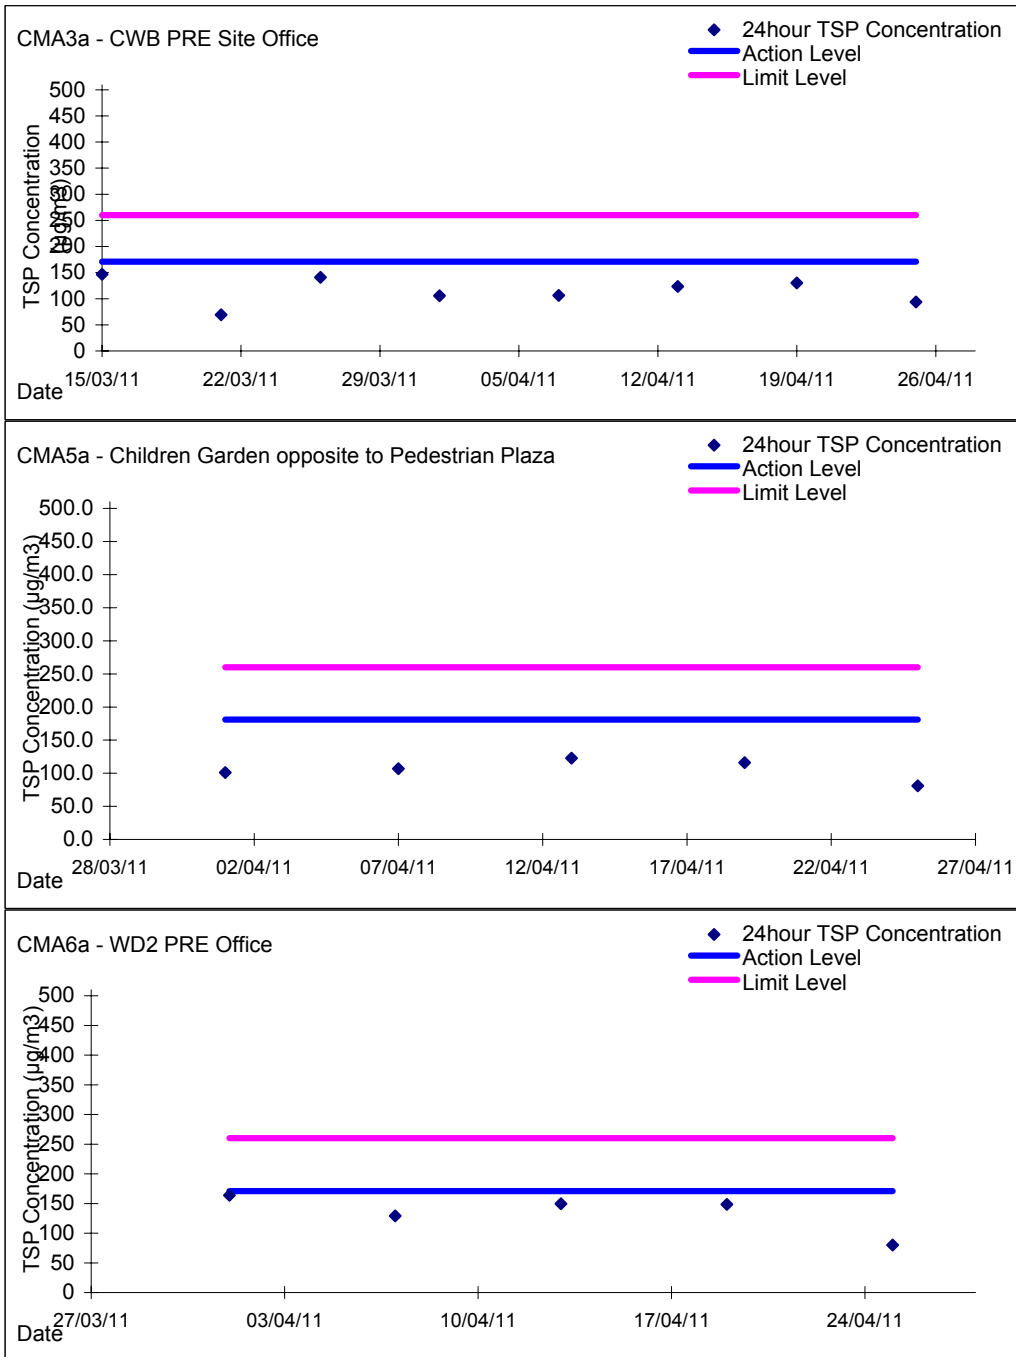 CMA3a - CWB PRE Site Office
24hour TSP Concentration
Action Level
Limit Level
TSP Concentration
(µg/m3)
500
450
400
350
300
250
200
150
100
50
0
15/03/11 22/03/11 29/03/11 05/04/11 12/04/11 19/04/11 26/04/11
Date
CMA5a - Children Garden opposite to Pedestrian Plaza
24hour TSP Concentration
Action Level
Limit Level
TSP Concentration (µg/m3)
500.0
450.0
400.0
350.0
300.0
250.0
200.0
150.0
100.0
50.0
0.0
28/03/11 02/04/11 07/04/11 12/04/11 17/04/11 22/04/11 27/04/11
Date
CMA6a - WD2 PRE Office
24hour TSP Concentration
Action Level
Limit Level
TSP Concentration (µg/m3)
500
450
400
350
300
250
200
150
100
50
0
27/03/11 03/04/11 10/04/11 17/04/11 24/04/11
Date